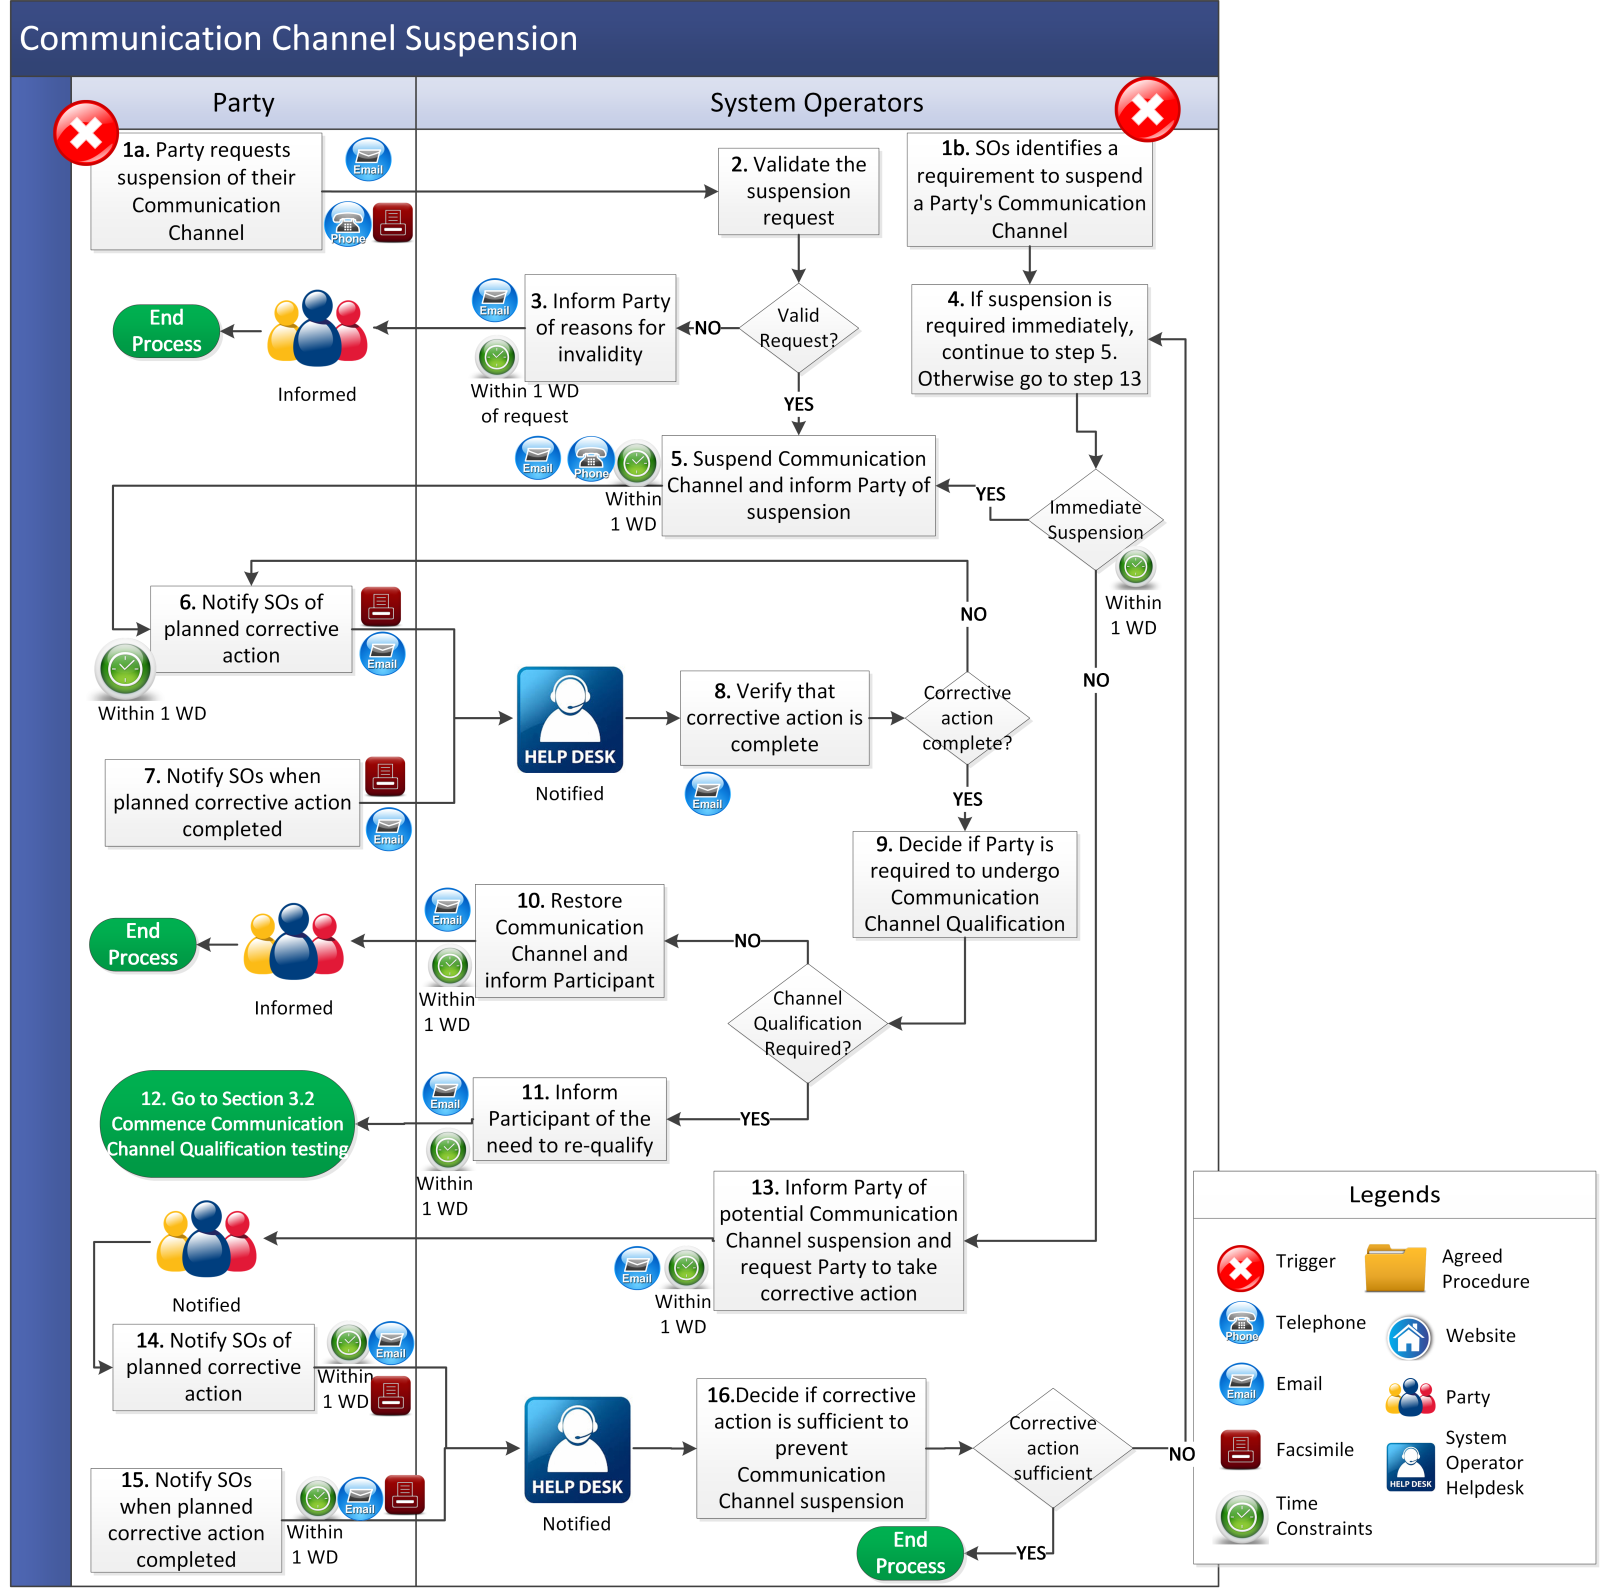 Communication Channel Suspension
Party
System Operators
1a. Party requests
suspension of their
Communication
Channel
Email
Phone
2. Validate the
suspension
request
1b. SOs identifies a
requirement to suspend
a Party's Communication
Channel
End
Process
Informed
Email
3. Inform Party
of reasons for
invalidity
Within 1 WD
of request
NO
Valid
Request?
YES
4. If suspension is
required immediately,
continue to step 5.
Otherwise go to step 13
Email
Phone
Within
1 WD
5. Suspend Communication
Channel and inform Party of
suspension
YES
Immediate
Suspension
Within
1 WD
NO
6. Notify SOs of
planned corrective
action
Email
Within 1 WD
NO
7. Notify SOs when
planned corrective action
completed
Email
HELP DESK
Notified
8. Verify that
corrective action is
complete
Email
Corrective
action
complete?
YES
9. Decide if Party is
required to undergo
Communication
Channel Qualification
End
Process
Informed
Email
Within
1 WD
10. Restore
Communication
Channel and
inform Participant
NO
Channel
Qualification
Required?
YES
12. Go to Section 3.2
Commence Communication
Channel Qualification testing
Email
Within
1 WD
11. Inform
Participant of the
need to re-qualify
13. Inform Party of
potential Communication
Channel suspension and
request Party to take
corrective action
Email
Within
1 WD
Notified
14. Notify SOs of
planned corrective
action
Email
Within
1 WD
15. Notify SOs
when planned
corrective action
completed
Email
Within
1 WD
HELP DESK
Notified
16.Decide if corrective
action is sufficient to
prevent
Communication
Channel suspension
Corrective
action
sufficient
NO
YES
End
Process
Legends
Trigger
Agreed
Procedure
Phone
Telephone
Website
Email
Email
Party
Facsimile
HELP DESK
System
Operator
Helpdesk
Time
Constraints